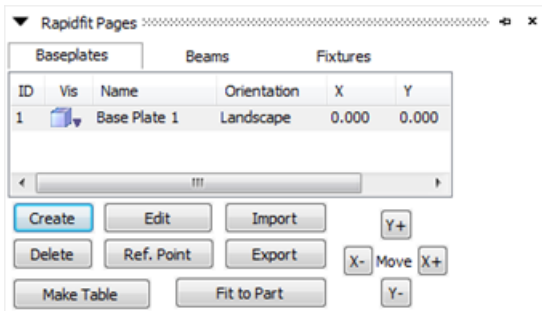 Rapidfit Pages
Baseplates Beams Fixtures
ID Vis Name Orientation X Y
1 Base Plate 1 Landscape 0.000 0.000
Create Edit Import
Y+
Delete Ref. Point Export
X- Move X+
Make Table Fit to Part
Y-